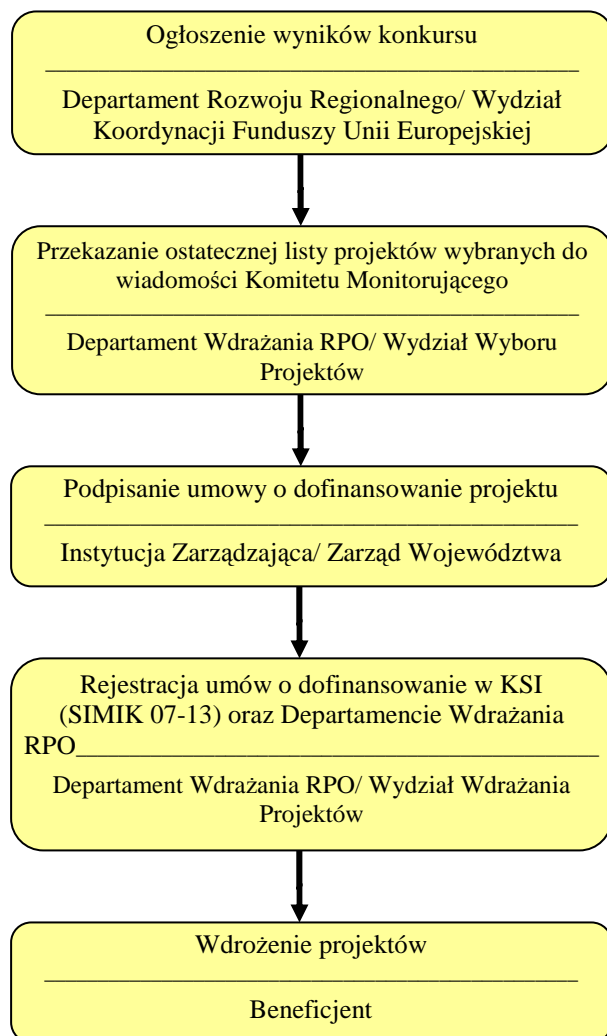 Ogłoszenie wyników konkursu
Departament Rozwoju Regionalnego/ Wydział
Koordynacji Funduszy Unii Europejskiej
Przekazanie ostatecznej listy projektów wybranych do
wiadomości Komitetu Monitorującego
Departament Wdrażania RPO/ Wydział Wyboru
Projektów
Podpisanie umowy o dofinansowanie projektu
Instytucja Zarządzająca/ Zarząd Województwa
Rejestracja umów o dofinansowanie w KSI
(SIMIK 07-13) oraz Departamencie Wdrażania
RPO
Departament Wdrażania RPO/ Wydział Wdrażania
Projektów
Wdrożenie projektów
Beneficjent